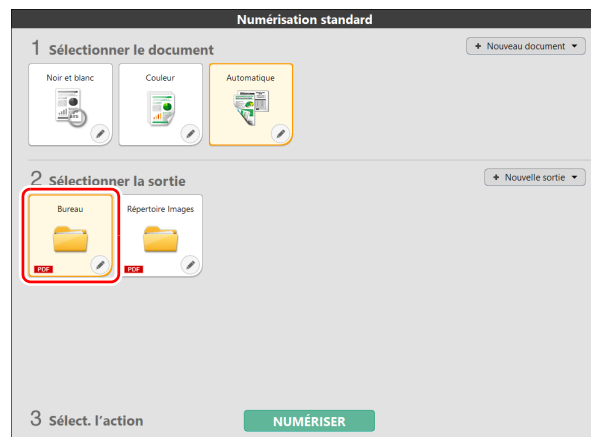 Numérisation standard
1 Sélectionner le document
+ Nouveau document
Noir et blanc
Couleur
Automatique
2 Sélectionner la sortie
+ Nouvelle sortie
Bureau
Répertoire Images
PDF
PDF
3 Sélect. l'action
NUMÉRISER